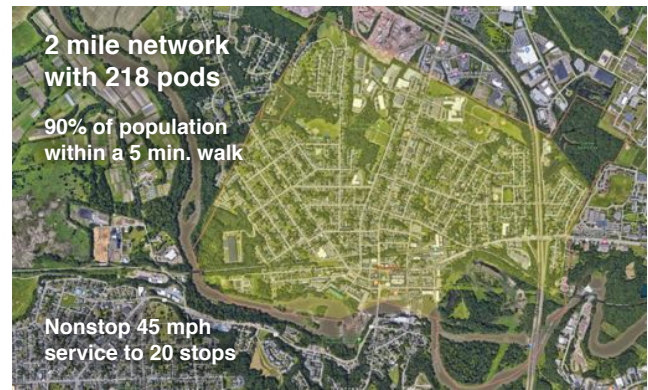 2 mile network
with 218 pods
90% of population
within a 5 min. walk
Nonstop 45 mph
service to 20 stops